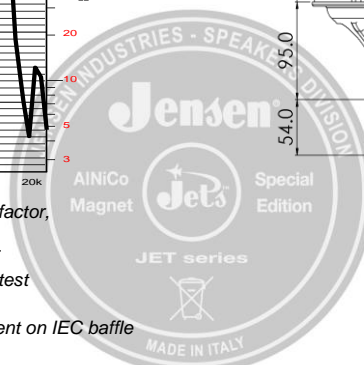 20
10
5
3
20k
95.0
54.0
JENSEN INDUSTRIES - SPEAKERS DIVISION
Jensen®
AlNiCo
Magnet
Jets™
Special
Edition
JET series
MADE IN ITALY
factor,
test
ent on IEC baffle